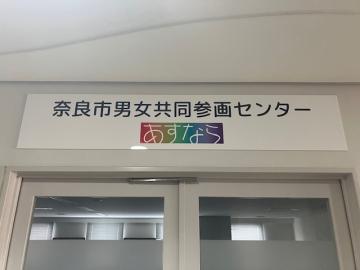 奈良市男女共同参画センター
あすなら